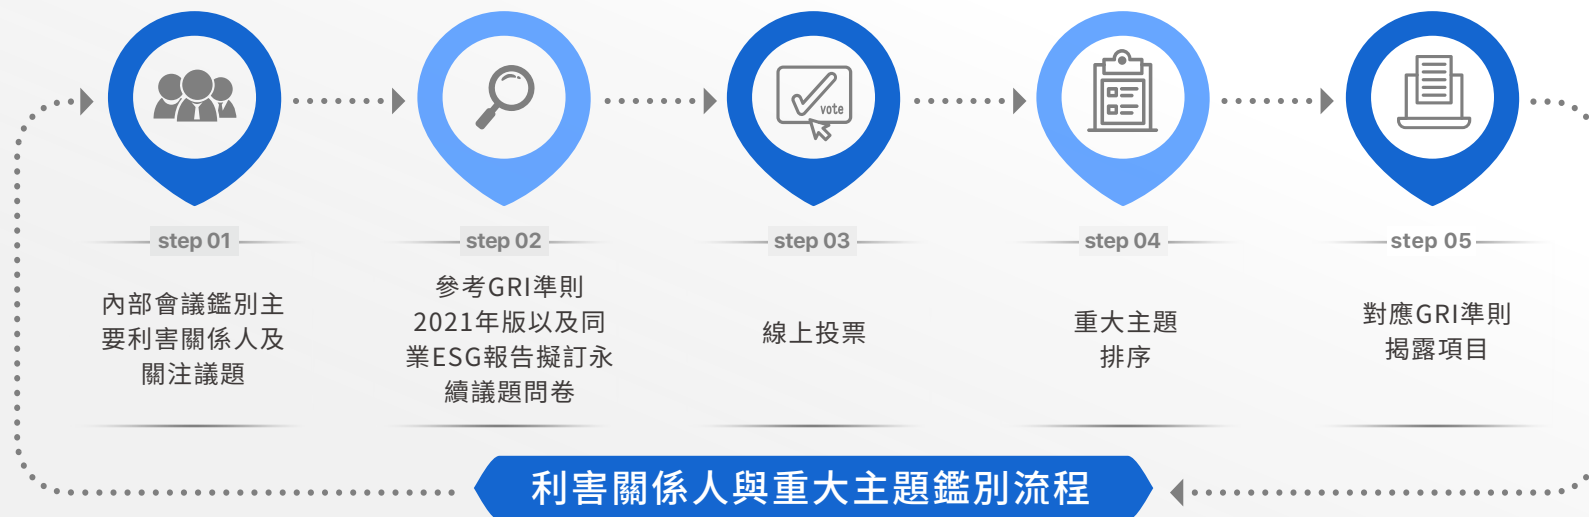 vote
step 01
內部會議鑑別主
要利害關係人及
關注議題
step 02
參考GRI準則
2021年版以及同
業ESG報告擬訂永
續議題問卷
step 03
線上投票
step 04
重大主題
排序
step 05
對應GRI準則
揭露項目
利害關係人與重大主題鑑別流程